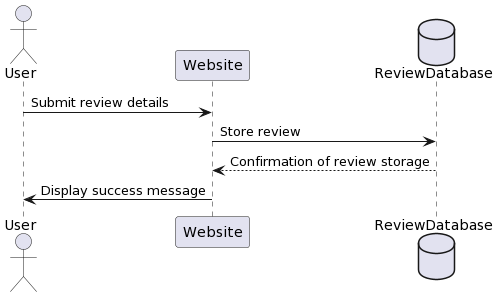 User
Website
ReviewDatabase
Submit review details
Store review
Confirmation of review storage
Display success message
User
Website
ReviewDatabase